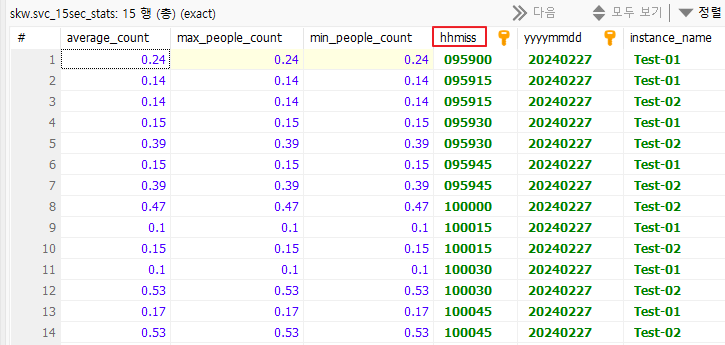 skw.svc_15sec_stats: 15 행 (총) (exact) 다음 모두 보기 정렬
# average_count max_people_count min_people_count hhmiss yyyymmdd instance_name
1 0.24 0.24 0.24 095900 20240227 Test-01
2 0.14 0.14 0.14 095915 20240227 Test-01
3 0.14 0.14 0.14 095915 20240227 Test-02
4 0.15 0.15 0.15 095930 20240227 Test-01
5 0.39 0.39 0.39 095930 20240227 Test-02
6 0.15 0.15 0.15 095945 20240227 Test-01
7 0.39 0.39 0.39 095945 20240227 Test-02
8 0.47 0.47 0.47 100000 20240227 Test-02
9 0.1 0.1 0.1 100015 20240227 Test-01
10 0.15 0.15 0.15 100015 20240227 Test-02
11 0.1 0.1 0.1 100030 20240227 Test-01
12 0.53 0.53 0.53 100030 20240227 Test-02
13 0.17 0.17 0.17 100045 20240227 Test-01
14 0.53 0.53 0.53 100045 20240227 Test-02